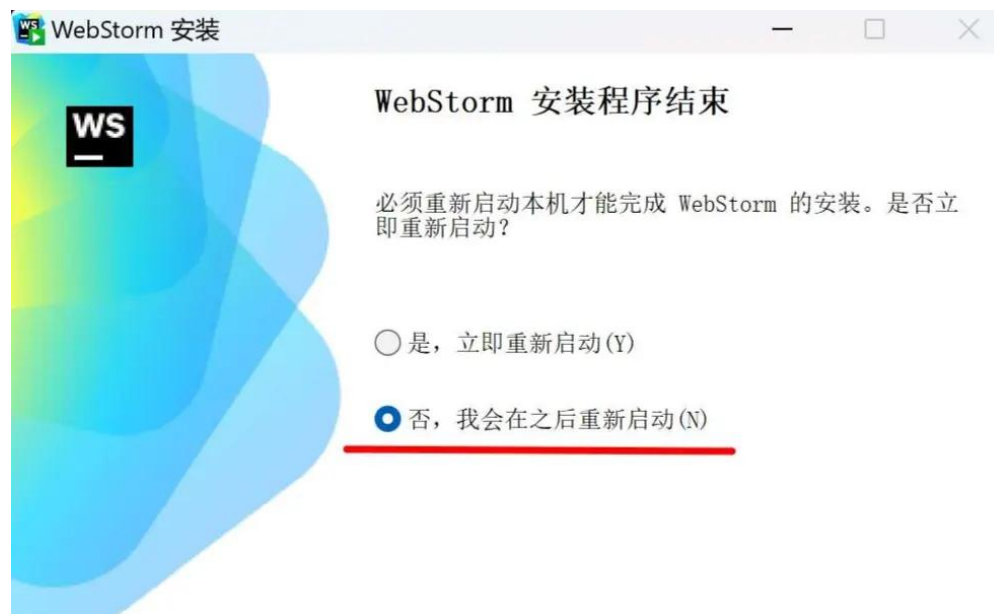 WebStorm 安装
WS
WebStorm 安装程序结束
必须重新启动本机才能完成 WebStorm 的安装。是否立
即重新启动?
是，立即重新启动(Y)
否，我会在之后重新启动(N)